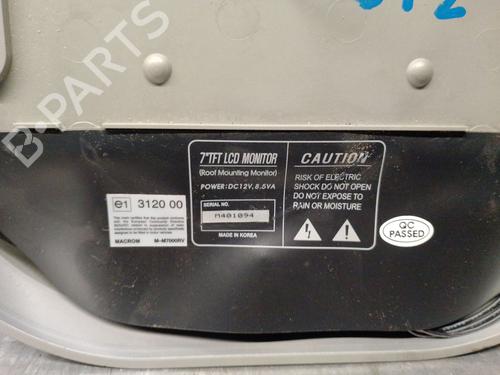 B-PARTS
7"TFT LCD MONITOR
(Roof Mounting Monitor)
POWER:DC12V, 8.5VA
SERIAL NO.
M401094
MADE IN KOREA
CAUTION
RISK OF ELECTRIC
SHOCK DO NOT OPEN
DO NOT EXPOSE TO
RAIN OR MOISTURE
QC
PASSED
e1 3120 00
MACROM M-M7000RV